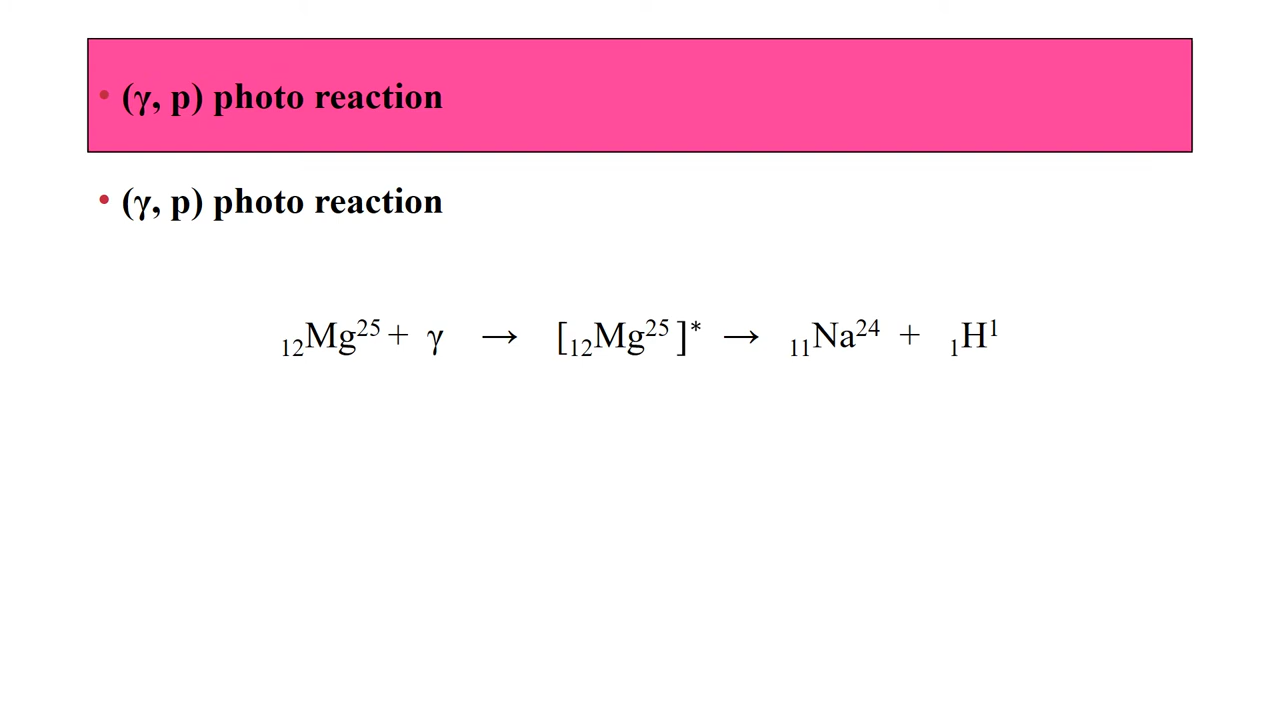 • (γ, p) photo reaction
• (γ, p) photo reaction
₁₂Mg²⁵ + γ → [₁₂Mg²⁵ ]* → ₁₁Na²⁴ + ₁H¹